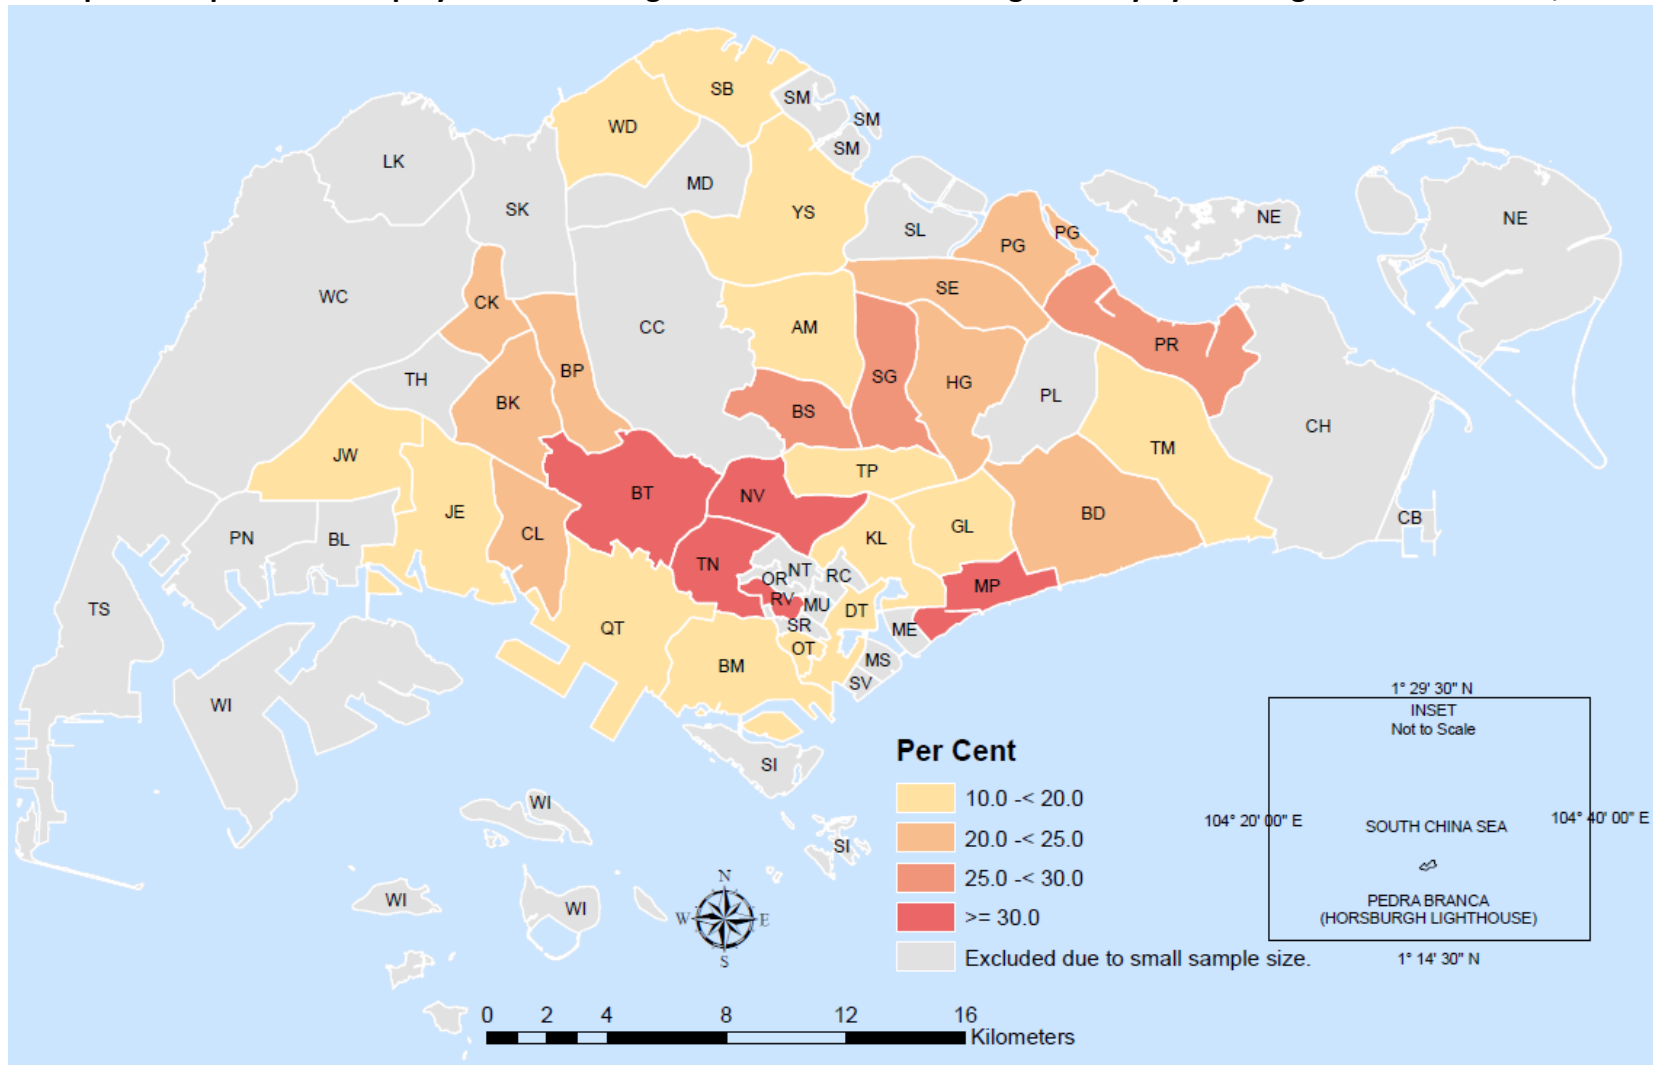 SB
SM
SM
SM
WD
LK
MD
SK
YS
NE
NE
SL
PG
PG
SE
WC
CK
CC
AM
PR
TH
BP
SG
HG
BK
PL
BS
CH
JW
TM
TP
BT
NV
JE
BD
CB
GL
CL
KL
PN
BL
TN
NT
OR
RC
MP
RV
MU
DT
TS
SR
QT
ME
OT
MS
BM
SV
WI
SI
WI
SI
WI
WI
Per Cent
10.0 -< 20.0
20.0 -< 25.0
25.0 -< 30.0
>= 30.0
Excluded due to small sample size.
N
W
E
S
0 2 4 8 12 16
Kilometers
1° 29' 30" N
INSET
Not to Scale
104° 20' 00" E
104° 40' 00" E
SOUTH CHINA SEA
PEDRA BRANCA
(HORSBURGH LIGHTHOUSE)
1° 14' 30" N